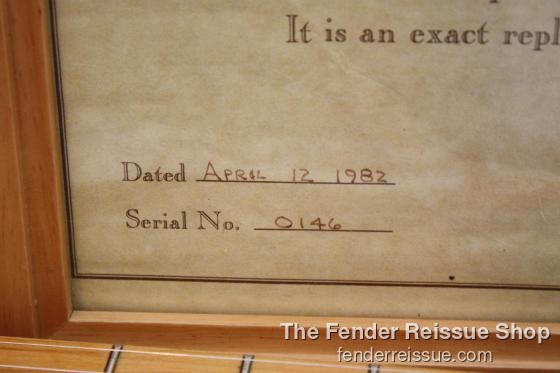 It is an exact repl
Dated April 12 1982
Serial No. 0146
The Fender Reissue Shop
fenderreissue.com